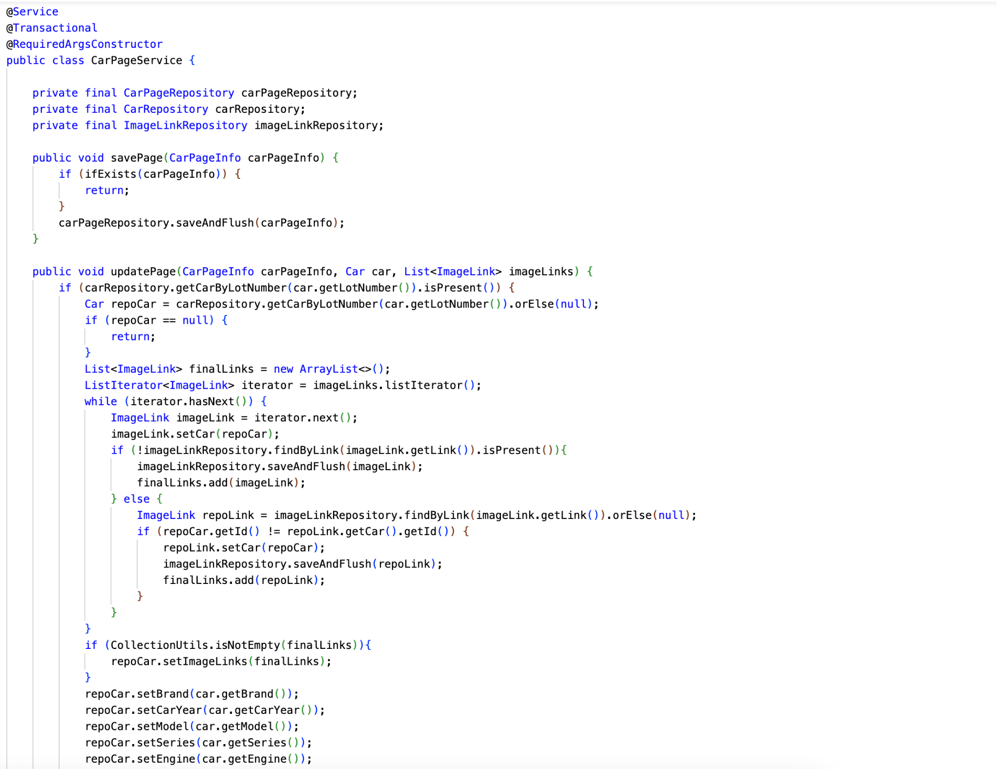 @Service
@Transactional
@RequiredArgsConstructor
public class CarPageService {

    private final CarPageRepository carPageRepository;
    private final CarRepository carRepository;
    private final ImageLinkRepository imageLinkRepository;

    public void savePage(CarPageInfo carPageInfo) {
        if (ifExists(carPageInfo)) {
            return;
        }
        carPageRepository.saveAndFlush(carPageInfo);
    }

    public void updatePage(CarPageInfo carPageInfo, Car car, List<ImageLink> imageLinks) {
        if (carRepository.getCarByLotNumber(car.getLotNumber()).isPresent()) {
            Car repoCar = carRepository.getCarByLotNumber(car.getLotNumber()).orElse(null);
            if (repoCar == null) {
                return;
            }
            List<ImageLink> finalLinks = new ArrayList<>();
            ListIterator<ImageLink> iterator = imageLinks.listIterator();
            while (iterator.hasNext()) {
                ImageLink imageLink = iterator.next();
                imageLink.setCar(repoCar);
                if (!imageLinkRepository.findByLink(imageLink.getLink()).isPresent()){
                    imageLinkRepository.saveAndFlush(imageLink);
                    finalLinks.add(imageLink);
                } else {
                    ImageLink repoLink = imageLinkRepository.findByLink(imageLink.getLink()).orElse(null);
                    if (repoCar.getId() != repoLink.getCar().getId()) {
                        repoLink.setCar(repoCar);
                        imageLinkRepository.saveAndFlush(repoLink);
                        finalLinks.add(repoLink);
                    }
                }
            }
            if (CollectionUtils.isNotEmpty(finalLinks)){
                repoCar.setImageLinks(finalLinks);
            }
            repoCar.setBrand(car.getBrand());
            repoCar.setCarYear(car.getCarYear());
            repoCar.setModel(car.getModel());
            repoCar.setSeries(car.getSeries());
            repoCar.setEngine(car.getEngine());